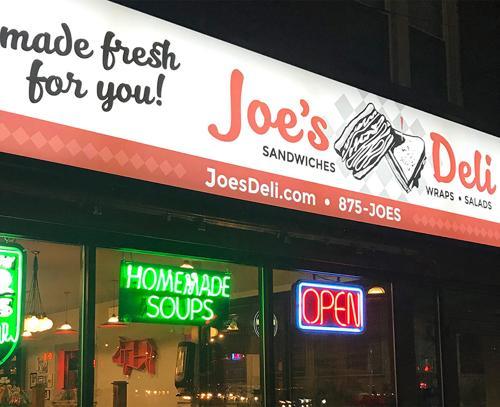 made fresh
for you!
Joe's Deli
SANDWICHES
WRAPS • SALADS
JoesDeli.com • 875-JOES
HOMEMADE
SOUPS
OPEN